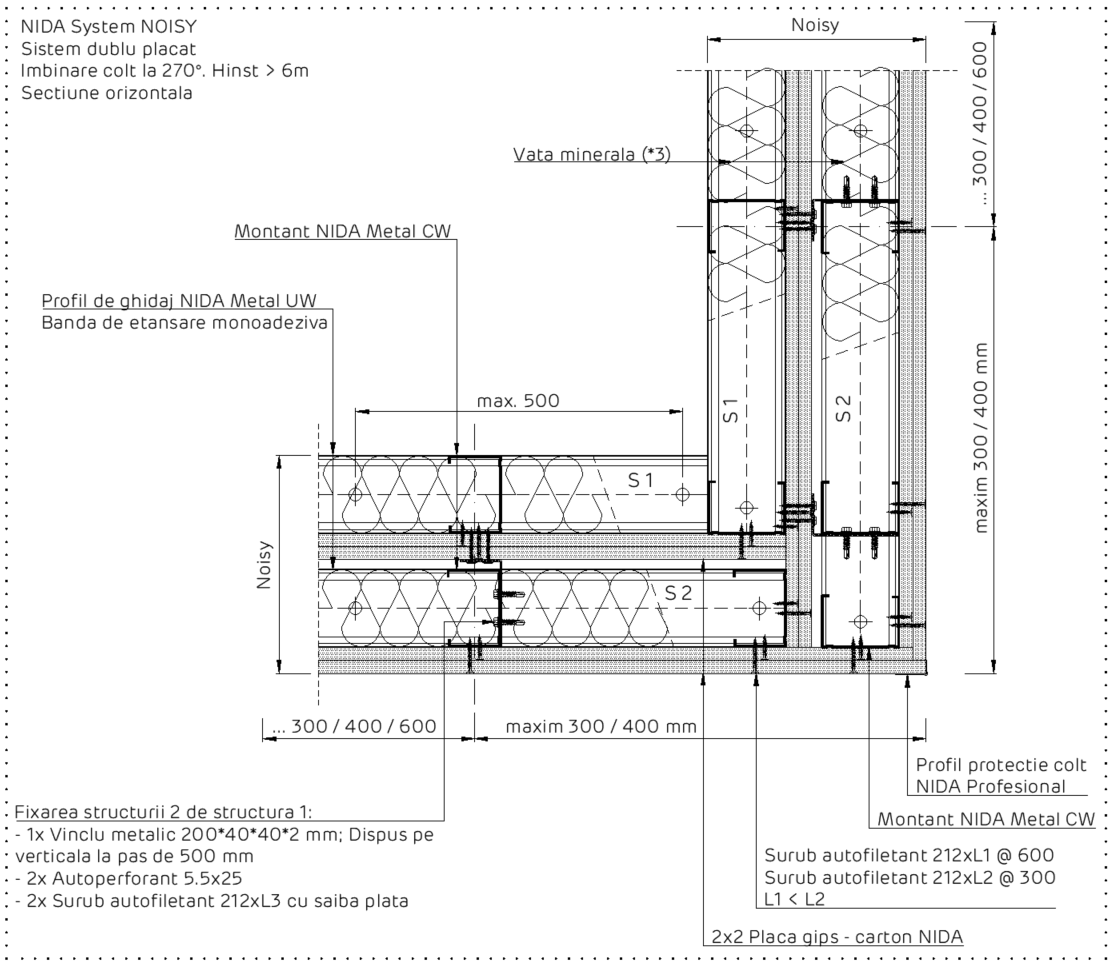 NIDA System NOISY
Sistem dublu placat
Imbinare colt la 270°. Hinst > 6m
Sectiune orizontala
Noisy
... 300 / 400 / 600
Vata minerala (*3)
Montant NIDA Metal CW
Profil de ghidaj NIDA Metal UW
Banda de etansare monoadeziva
max. 500
S 1
S 2
maxim 300 / 400 mm
S 1
Noisy
S 2
... 300 / 400 / 600
maxim 300 / 400 mm
Profil protectie colt
NIDA Profesional
Montant NIDA Metal CW
Fixarea structurii 2 de structura 1:
- 1x Vinclu metalic 200*40*40*2 mm; Dispus pe
verticala la pas de 500 mm
- 2x Autoperforant 5.5x25
- 2x Surub autofiletant 212xL3 cu saiba plata
Surub autofiletant 212xL1 @ 600
Surub autofiletant 212xL2 @ 300
L1 < L2
2x2 Placa gips - carton NIDA